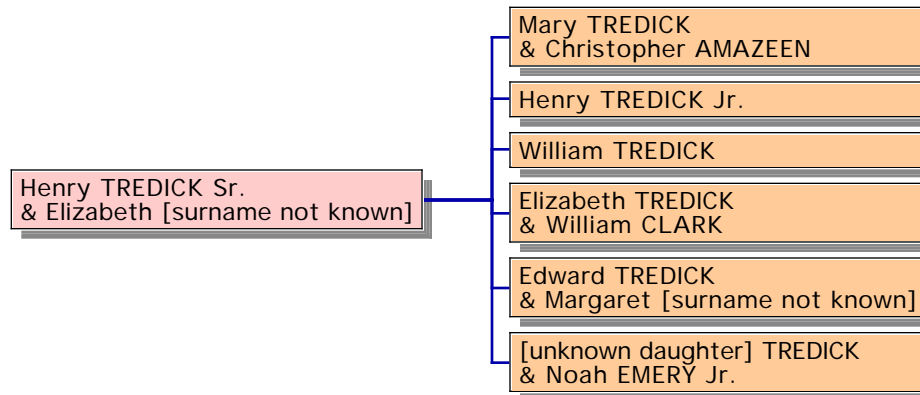 Henry TREDICK Sr.
& Elizabeth [surname not known]
Mary TREDICK
& Christopher AMAZEEN
Henry TREDICK Jr.
William TREDICK
Elizabeth TREDICK
& William CLARK
Edward TREDICK
& Margaret [surname not known]
[unknown daughter] TREDICK
& Noah EMERY Jr.